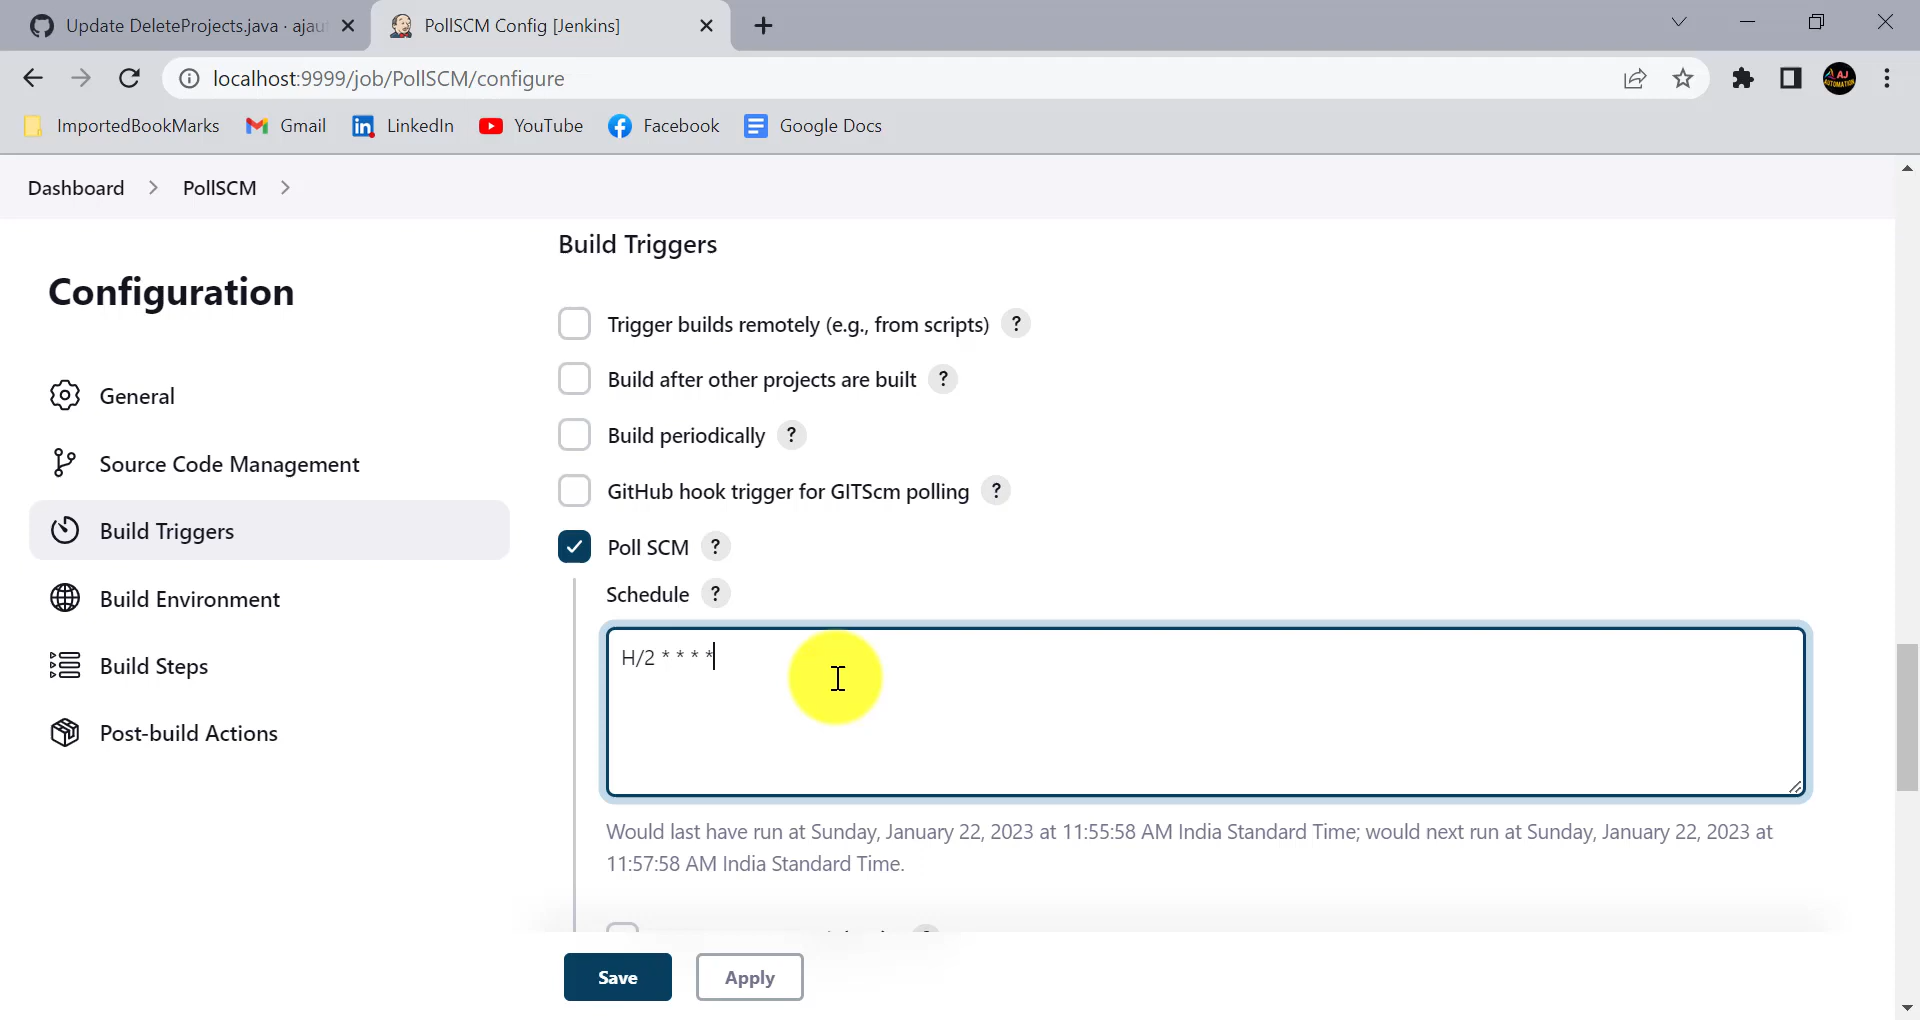 Update DeleteProjects.java · ajau
PollSCM Config [Jenkins]
localhost:9999/job/PollSCM/configure
AJ
AUTOMATION
ImportedBookMarks
Gmail
LinkedIn
YouTube
Facebook
Google Docs
Dashboard
PollSCM
Build Triggers
Configuration
Trigger builds remotely (e.g., from scripts) ?
Build after other projects are built ?
General
Build periodically ?
Source Code Management
GitHub hook trigger for GITScm polling ?
Build Triggers
Poll SCM ?
Build Environment
Schedule ?
Build Steps
H/2 * * * *
Post-build Actions
Would last have run at Sunday, January 22, 2023 at 11:55:58 AM India Standard Time; would next run at Sunday, January 22, 2023 at
11:57:58 AM India Standard Time.
Save
Apply